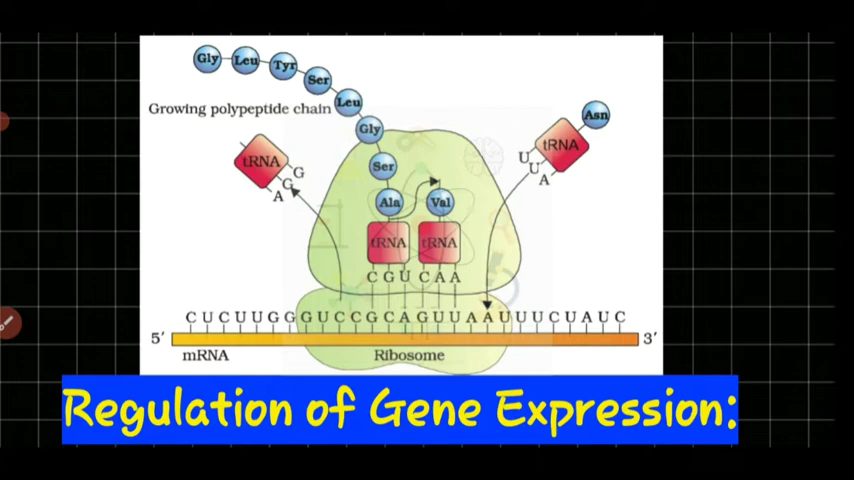 Gly Leu Tyr Ser Leu Gly Ser Ala Val
Growing polypeptide chain
Asn
tRNA
A G G
tRNA
U U A
tRNA tRNA
C G U C A A
C U C U U G G G U C C G C A G U U A A U U U C U A U C
5′ 3′
mRNA Ribosome
Regulation of Gene Expression: